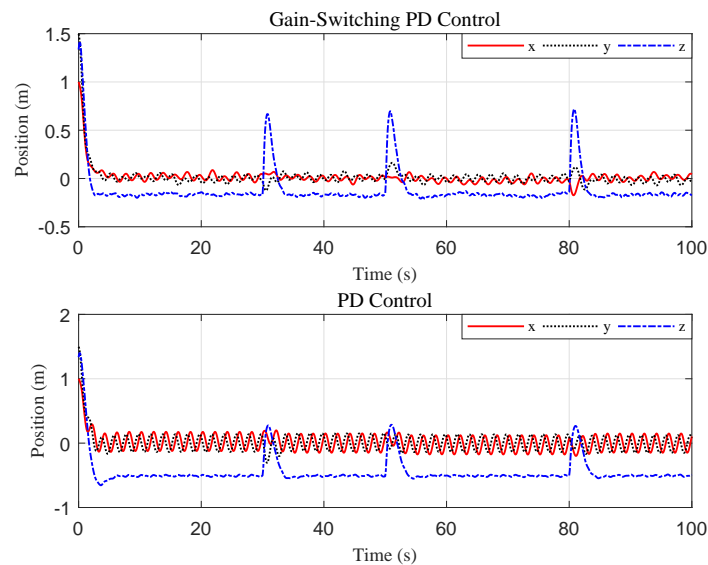 Gain-Switching PD Control
x y z
Position (m)
1.5
1
0.5
0
-0.5
0 20 40 60 80 100
Time (s)
PD Control
x y z
Position (m)
2
1
0
-1
0 20 40 60 80 100
Time (s)